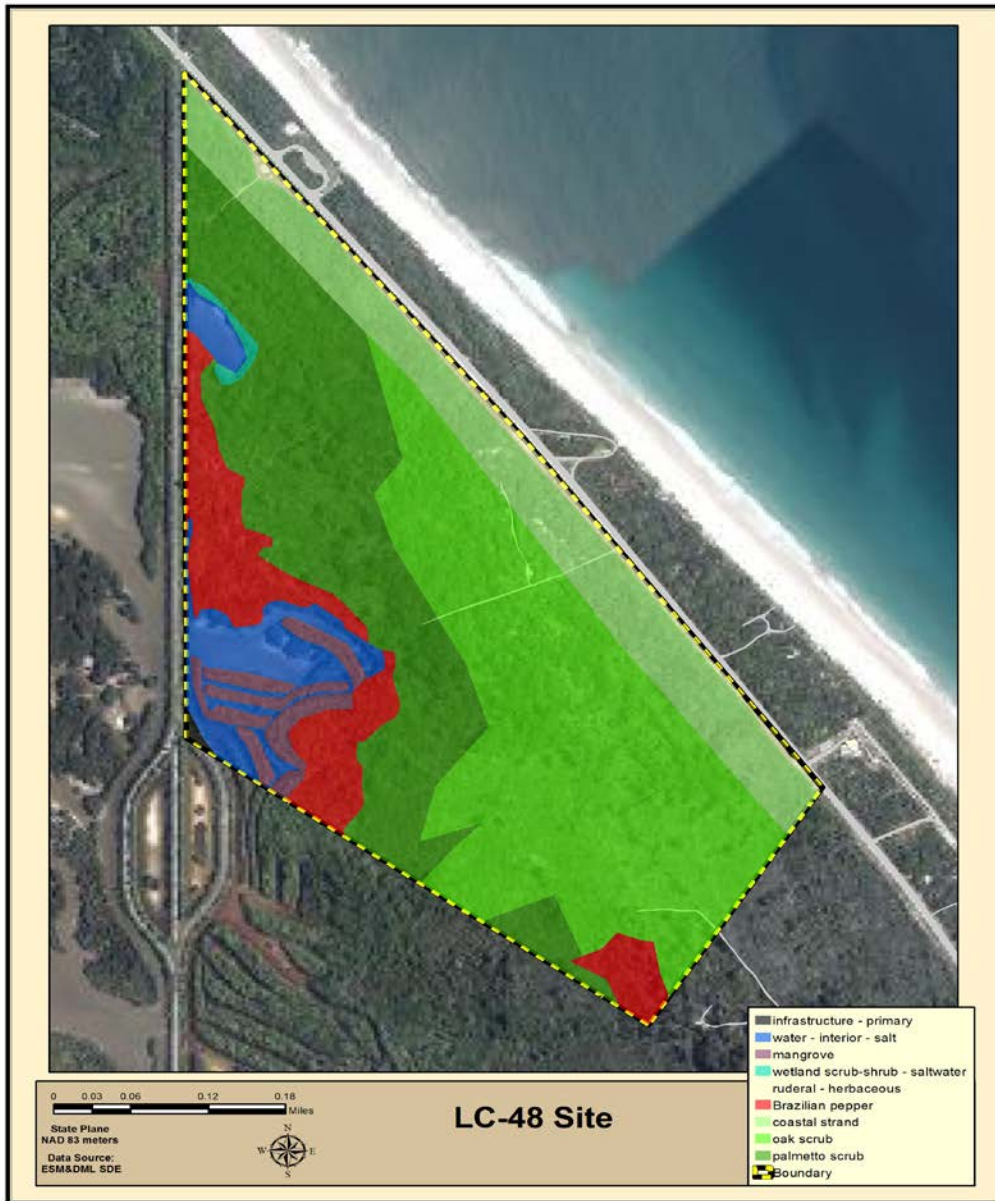 infrastructure - primary
water - interior - salt
mangrove
wetland scrub-shrub - saltwater
ruderal - herbaceous
Brazilian pepper
coastal strand
oak scrub
palmetto scrub
Boundary
0 0.03 0.06 0.12 0.18
Miles
State Plane
NAD 83 meters
Data Source:
ESM&DML SDE
N
W E
S
LC-48 Site